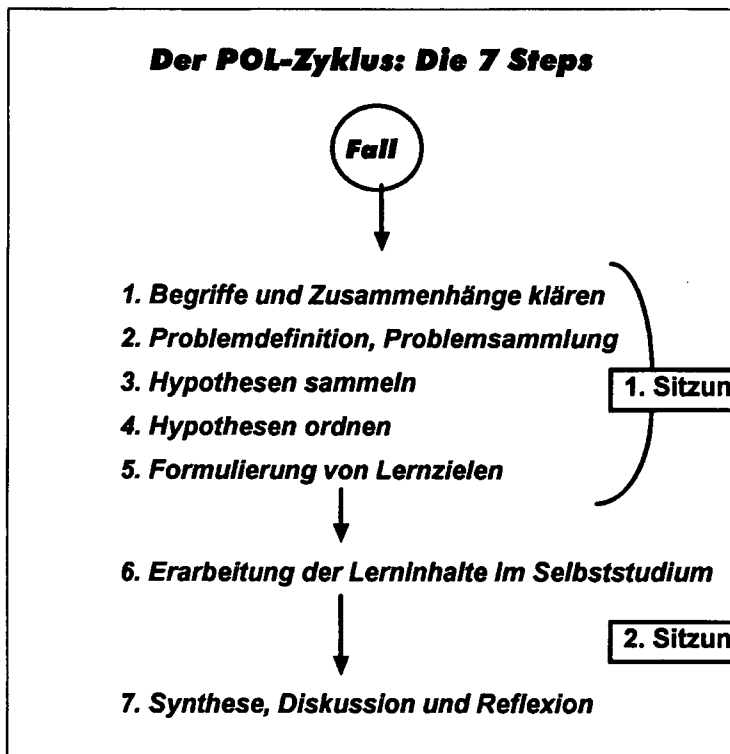 Der POL-Zyklus: Die 7 Steps
Fall
1. Begriffe und Zusammenhänge klären
2. Problemdefinition, Problemsammlung
3. Hypothesen sammeln
1. Sitzun
4. Hypothesen ordnen
5. Formulierung von Lernzielen
6. Erarbeitung der Lerninhalte im Selbststudium
2. Sitzun
7. Synthese, Diskussion und Reflexion